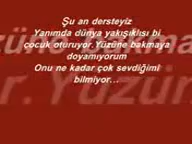 Şu an dersteyiz
Yanımda dünya yakışıklısı bi
çocuk oturuyor.Yüzüne bakmaya
doyamıyorum
Onu ne kadar çok sevdiğimi
bilmiyor...